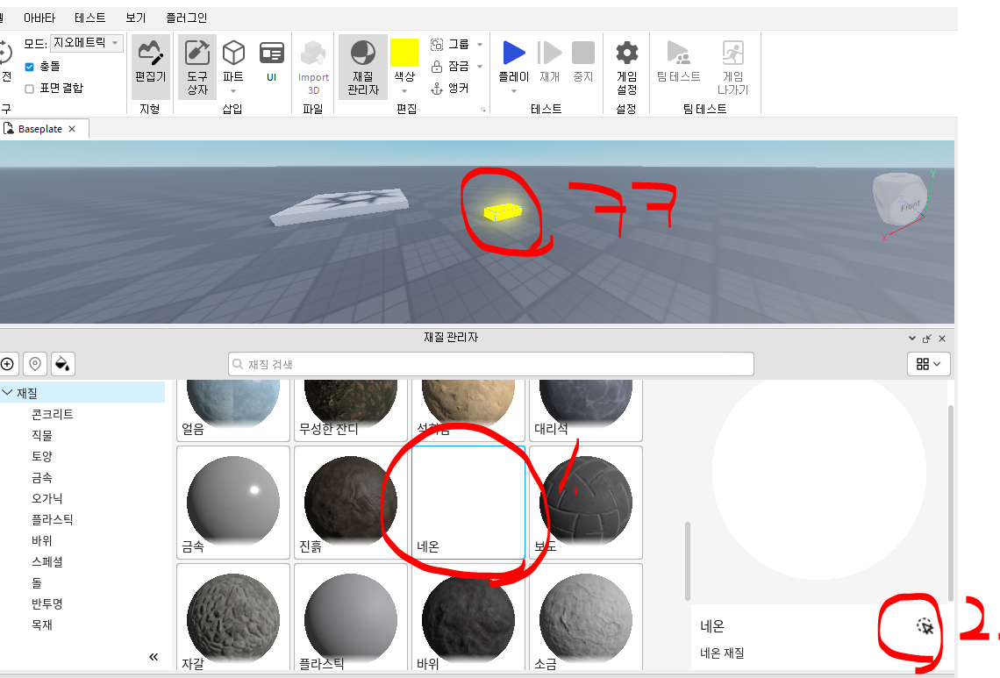 아바타 테스트 보기 플러그인
모드: 지오메트릭
충돌
표면 결합
전
구
편집기
지형
도구 상자
파트
UI
삽입
Import 3D
파일
재질 관리자
색상
그룹
잠금
앵커
편집
플레이
재개
중지
테스트
게임 설정
설정
팀 테스트
게임 나가기
팀 테스트
Baseplate
Front
Y
X
재질 관리자
재질 검색
재질
콘크리트
직물
토양
금속
오가닉
플라스틱
바위
스페셜
돌
반투명
목재
얼음
무성한 잔디
석회암
대리석
금속
진흙
네온
보도
자갈
플라스틱
바위
소금
네온
네온 재질
2.